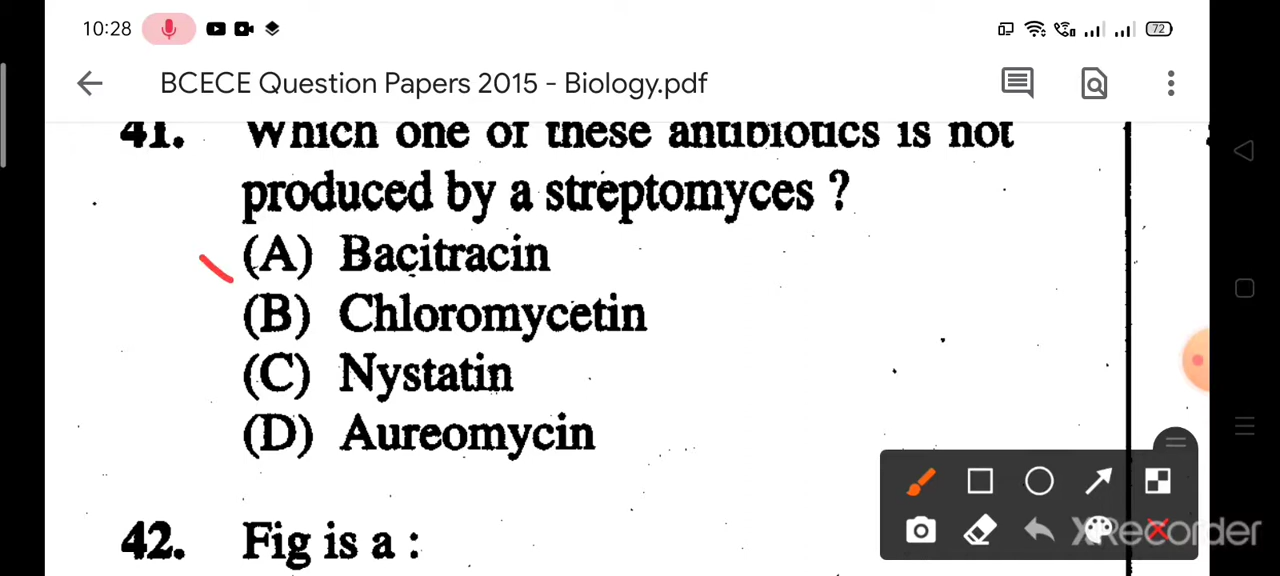 10:28
72
BCECE Question Papers 2015 - Biology.pdf
41. Which one of these antibiotics is not
produced by a streptomyces ?
(A) Bacitracin
(B) Chloromycetin
(C) Nystatin
(D) Aureomycin
42. Fig is a :
XRecorder